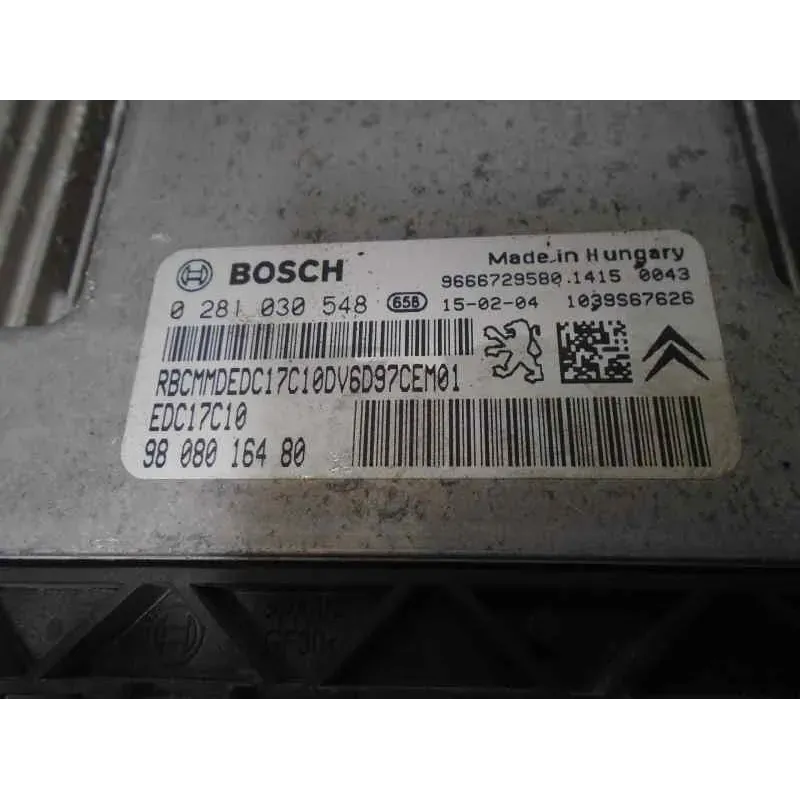 BOSCH
Made in Hungary
9666729580.1415 0043
0 281 030 548 658 15-02-04 1039S67626
RBCMMDEDC17C10DV6D97CEM01
EDC17C10
98 080 164 80